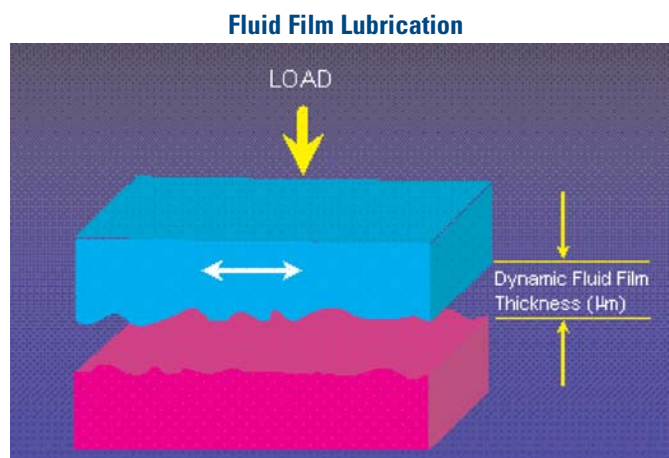 Fluid Film Lubrication
LOAD
Dynamic Fluid Film
Thickness (μm)